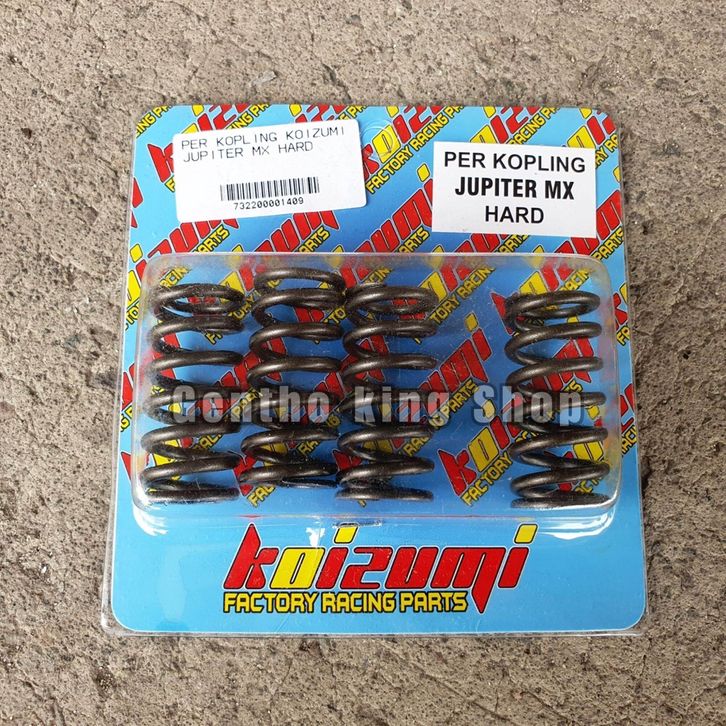 PER KOPLING KOIZUMI
JUPITER MX HARD
732200001409
PER KOPLING
JUPITER MX
HARD
Gentho king Shop
koizumi
FACTORY RACING PARTS